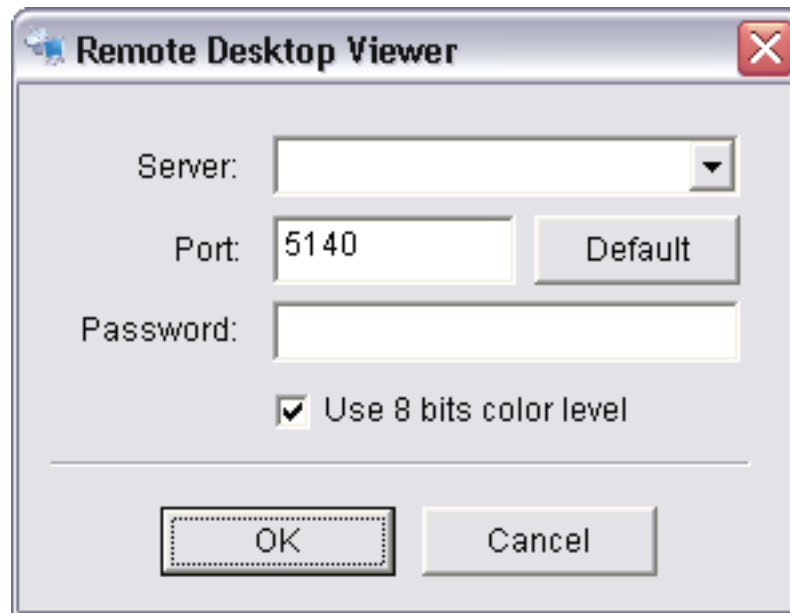 Remote Desktop Viewer
Server:
Port: 5140 Default
Password:
Use 8 bits color level
OK Cancel